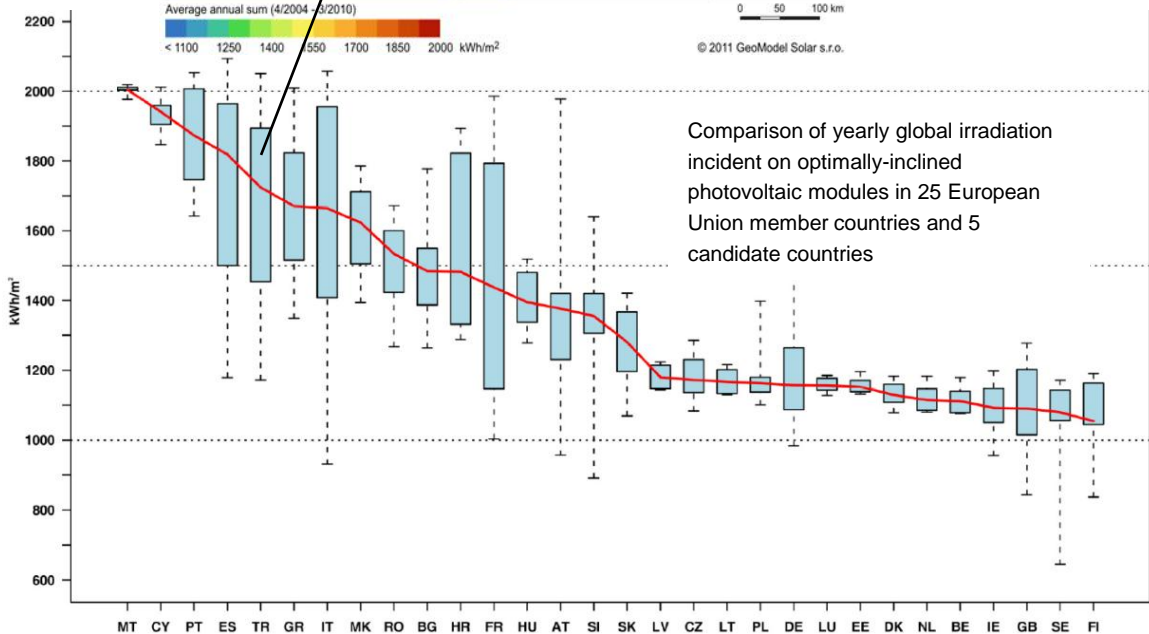 Average annual sum (4/2004 - 3/2010)
< 1100 1250 1400 1550 1700 1850 2000 kWh/m²
0 50 100 km
© 2011 GeoModel Solar s.r.o.
Comparison of yearly global irradiation
incident on optimally-inclined
photovoltaic modules in 25 European
Union member countries and 5
candidate countries
kWh/m²
2200
2000
1800
1600
1400
1200
1000
800
600
MT CY PT ES TR GR IT MK RO BG HR FR HU AT SI SK LV CZ LT PL DE LU EE DK NL BE IE GB SE FI